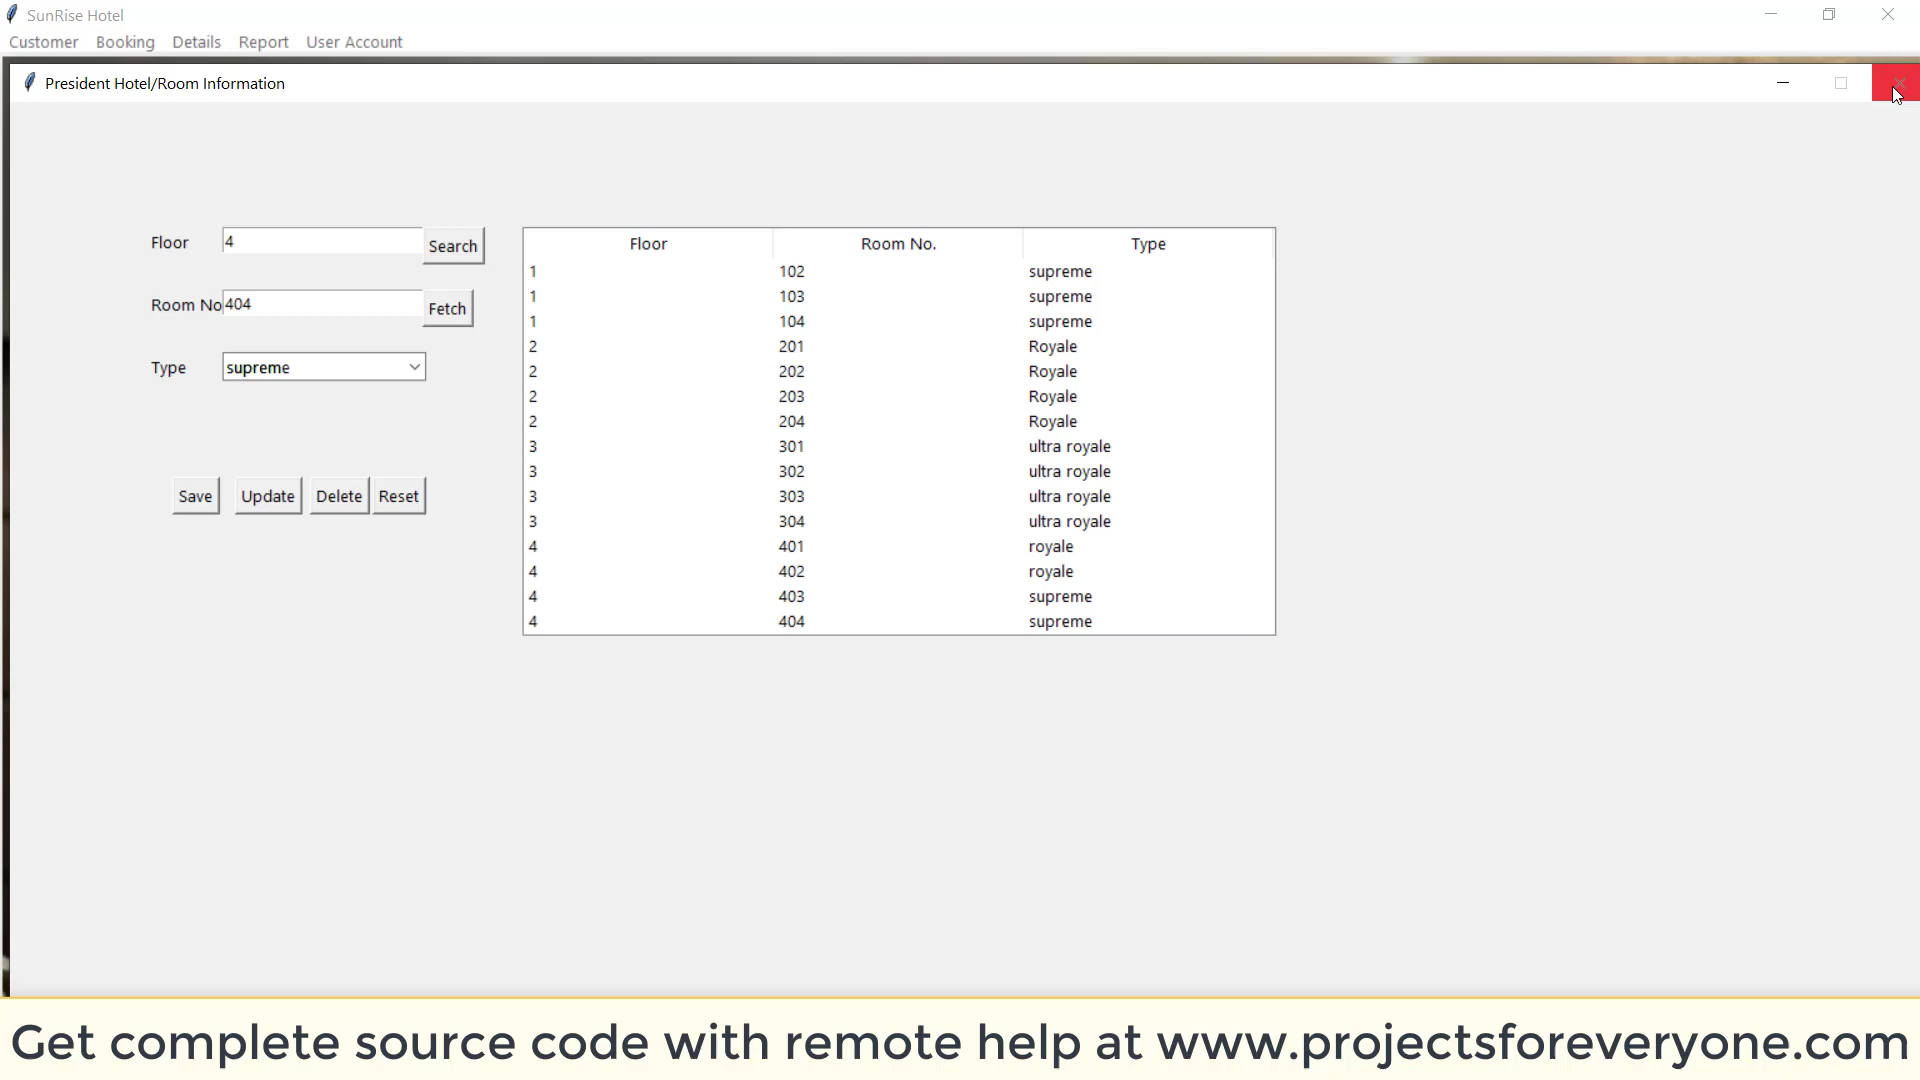 SunRise Hotel
Customer Booking Details Report User Account
President Hotel/Room Information
Floor 4 Search
Room No 404 Fetch
Type supreme
Save Update Delete Reset
Floor Room No. Type
1 102 supreme
1 103 supreme
1 104 supreme
2 201 Royale
2 202 Royale
2 203 Royale
2 204 Royale
3 301 ultra royale
3 302 ultra royale
3 303 ultra royale
3 304 ultra royale
4 401 royale
4 402 royale
4 403 supreme
4 404 supreme
Get complete source code with remote help at www.projectsforeveryone.com